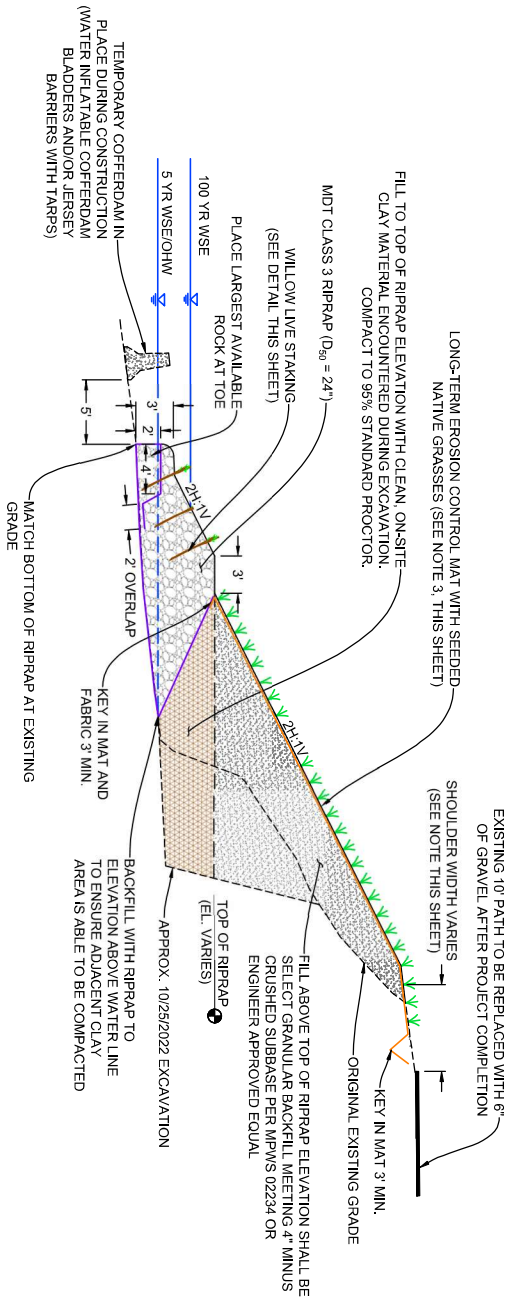 EXISTING 10' PATH TO BE REPLACED WITH 6"
OF GRAVEL AFTER PROJECT COMPLETION
SHOULDER WIDTH VARIES
(SEE NOTE THIS SHEET)
LONG-TERM EROSION CONTROL MAT WITH SEEDED
NATIVE GRASSES (SEE NOTE 3, THIS SHEET)
FILL TO TOP OF RIPRAP ELEVATION WITH CLEAN, ON-SITE
CLAY MATERIAL ENCOUNTERED DURING EXCAVATION.
COMPACT TO 95% STANDARD PROCTOR.
MDT CLASS 3 RIPRAP (D50 = 24")
WILLOW LIVE STAKING
(SEE DETAIL THIS SHEET)
PLACE LARGEST AVAILABLE
ROCK AT TOE
100 YR WSE
5 YR WSE/OHW
TEMPORARY COFFERDAM IN
PLACE DURING CONSTRUCTION
(WATER INFLATABLE COFFERDAM
BLADDERS AND/OR JERSEY
BARRIERS WITH TARPS)
5'
3'
2'
4'
2H:1V
3'
2H:1V
2' OVERLAP
MATCH BOTTOM OF RIPRAP AT EXISTING
GRADE
KEY IN MAT AND
FABRIC 3' MIN.
BACKFILL WITH RIPRAP TO
ELEVATION ABOVE WATER LINE
TO ENSURE ADJACENT CLAY
AREA IS ABLE TO BE COMPACTED
APPROX. 10/25/2022 EXCAVATION
TOP OF RIPRAP
(EL. VARIES)
FILL ABOVE TOP OF RIPRAP ELEVATION SHALL BE
SELECT GRANULAR BACKFILL MEETING 4" MINUS
CRUSHED SUBBASE PER MPWS 02234 OR
ENGINEER APPROVED EQUAL
ORIGINAL EXISTING GRADE
KEY IN MAT 3' MIN.